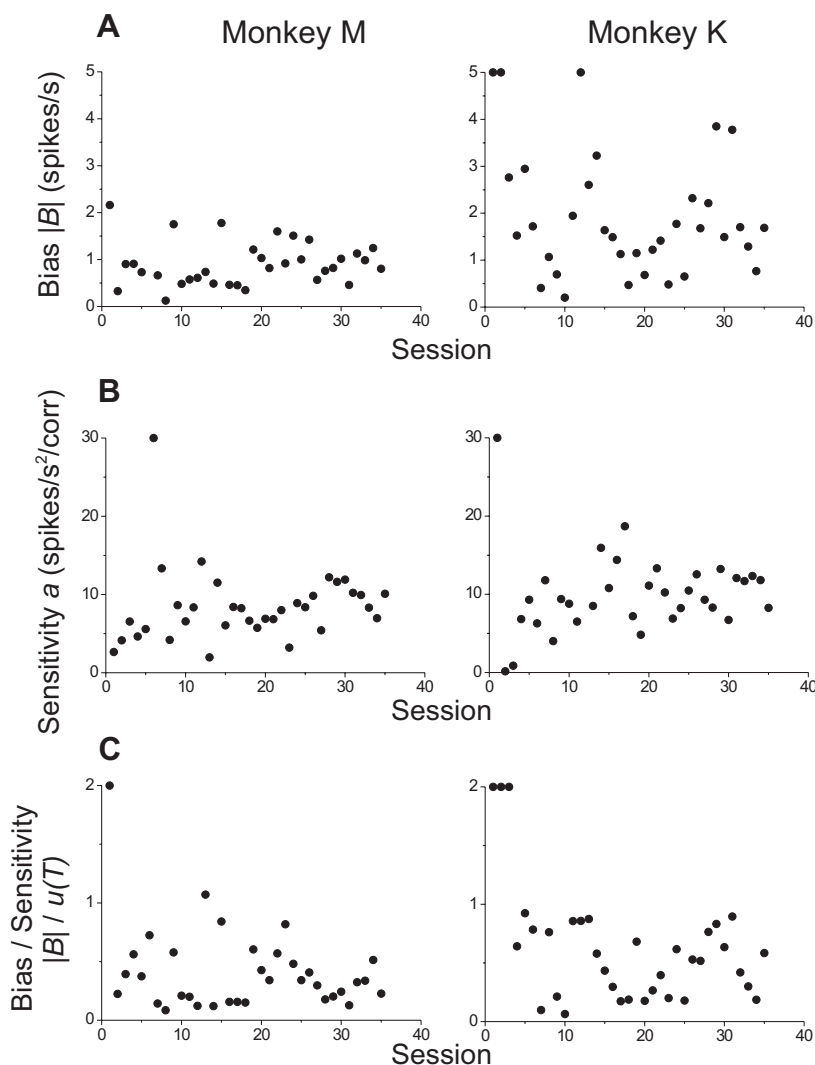 A
Monkey M
Monkey K
Bias |B| (spikes/s)
5
4
3
2
1
0
0 10 20 30 40
5
4
3
2
1
0
0 10 20 30 40
Session
B
Sensitivity a (spikes/s²/corr)
30
20
10
0
0 10 20 30 40
30
20
10
0
0 10 20 30 40
Session
C
Bias / Sensitivity
|B| / u(T)
2
1
0
0 10 20 30 40
2
1
0
0 10 20 30 40
Session